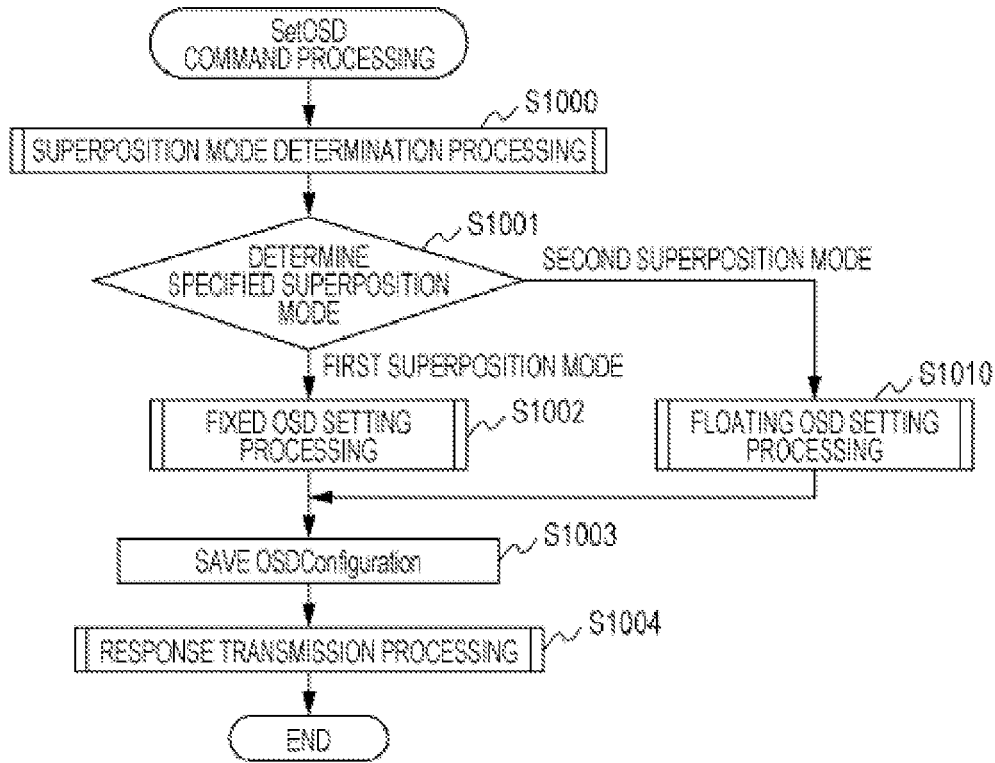 SetOSD
COMMAND PROCESSING
S1000
SUPERPOSITION MODE DETERMINATION PROCESSING
S1001
DETERMINE
SPECIFIED SUPERPOSITION
MODE
SECOND SUPERPOSITION MODE
FIRST SUPERPOSITION MODE
S1002
FIXED OSD SETTING
PROCESSING
S1010
FLOATING OSD SETTING
PROCESSING
S1003
SAVE OSDConfiguration
S1004
RESPONSE TRANSMISSION PROCESSING
END